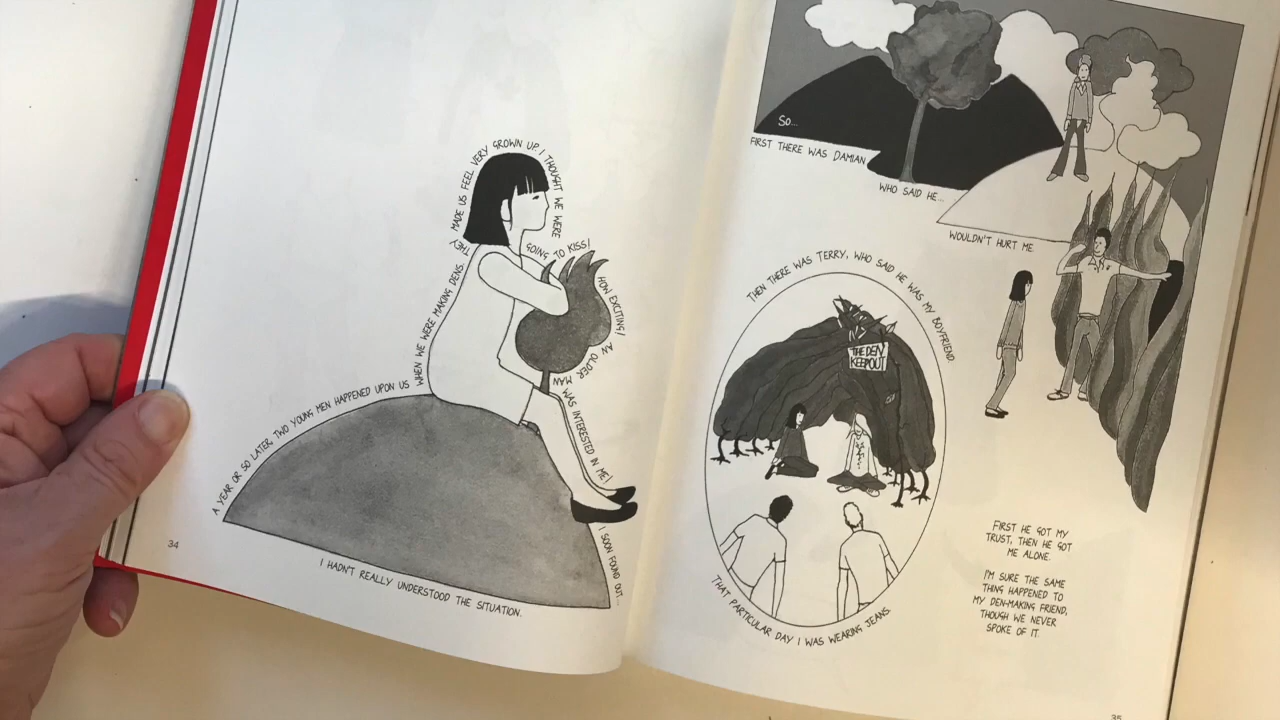 A YEAR OR SO LATER, TWO YOUNG MEN HAPPENED UPON US
WHEN WE WERE MAKING DENS. THEY MADE US FEEL VERY GROWN UP. I THOUGHT WE WERE
GOING TO KISS!
HOW EXCITING! AN OLDER MAN
WAS INTERESTED IN ME!
I SOON FOUND OUT...
I HADN'T REALLY UNDERSTOOD THE SITUATION.
34
SO...
FIRST THERE WAS DAMIAN
WHO SAID HE...
WOULDN'T HURT ME
THEN THERE WAS TERRY, WHO SAID HE WAS MY BOYFRIEND.
THE DEN
KEEP OUT
THAT PARTICULAR DAY I WAS WEARING JEANS.
FIRST HE GOT MY
TRUST, THEN HE GOT
ME ALONE.
I'M SURE THE SAME
THING HAPPENED TO
MY DEN-MAKING FRIEND,
THOUGH WE NEVER
SPOKE OF IT.
35